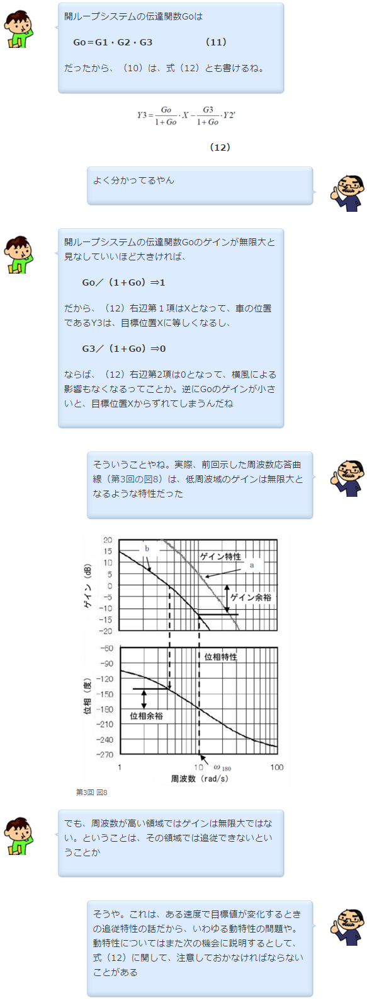 開ループシステムの伝達関数Goは
Go＝G1・G2・G3　　　　　（11）
だったから、（10）は、式（12）とも書けるね。
Y3 = Go/(1+Go) · X − G3/(1+Go) · Y2′
（12）
よく分かってるやん
開ループシステムの伝達関数Goのゲインが無限大と
見なしていいほど大きければ、
Go／（1＋Go）⇒1
だから、（12）右辺第１項はXとなって、車の位置
であるY3は、目標位置Xに等しくなるし、
G3／（1＋Go）⇒0
ならば、（12）右辺第2項は0となって、横風による
影響もなくなるってことか。逆にGoのゲインが小さ
いと、目標位置Xからずれてしまうんだね
そういうことやね。実際、前回示した周波数応答曲
線（第3回の図8）は、低周波域のゲインは無限大と
なるような特性だった
ゲイン（dB）
20
15
10
5
0
-5
-10
-15
-20
b
ゲイン特性
a
ゲイン余裕
位相（度）
-60
-90
-120
-150
-180
-210
-240
-270
位相特性
位相余裕
1
10
ω180
100
周波数（rad/s）
第3回 図8
でも、周波数が高い領域ではゲインは無限大ではな
い。ということは、その領域では追従できないとい
うことか
そうや。これは、ある速度で目標値が変化するとき
の追従特性の話だから、いわゆる動特性の問題や。
動特性についてはまた次の機会に説明するとして、
式（12）に関して、注意しておかなければならない
ことがある